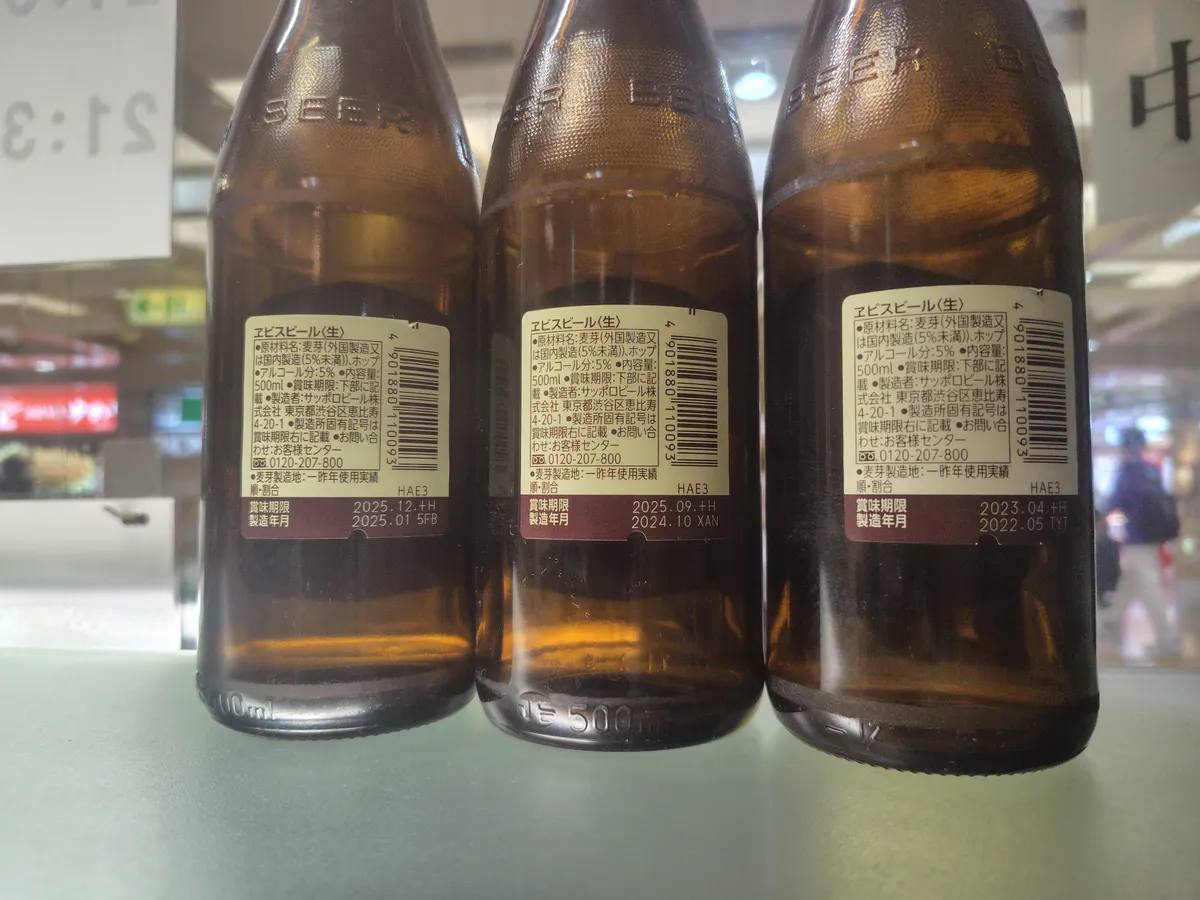 21:3
中
BEER
BEER
BEER
ヱビスビール〈生〉
●原材料名:麦芽(外国製造又
は国内製造(5%未満))、ホップ
●アルコール分:5% ●内容量:
500ml ●賞味期限:下部に記
載 ●製造者:サッポロビール株
式会社 東京都渋谷区恵比寿
4-20-1 ●製造所固有記号は
賞味期限右に記載 ●お問い合
わせ:お客様センター
0120-207-800
●麦芽製造地:一昨年使用実績
順・割合
HAE3
4 901880 110093
賞味期限 2025.12.+H
製造年月 2025.01 5FB
ヱビスビール〈生〉
●原材料名:麦芽(外国製造又
は国内製造(5%未満))、ホップ
●アルコール分:5% ●内容量:
500ml ●賞味期限:下部に記
載 ●製造者:サッポロビール株
式会社 東京都渋谷区恵比寿
4-20-1 ●製造所固有記号は
賞味期限右に記載 ●お問い合
わせ:お客様センター
0120-207-800
●麦芽製造地:一昨年使用実績
順・割合
HAE3
4 901880 110093
賞味期限 2025.09.+H
製造年月 2024.10 XAN
ヱビスビール〈生〉
●原材料名:麦芽(外国製造又
は国内製造(5%未満))、ホップ
●アルコール分:5% ●内容量:
500ml ●賞味期限:下部に記
載 ●製造者:サッポロビール株
式会社 東京都渋谷区恵比寿
4-20-1 ●製造所固有記号は
賞味期限右に記載 ●お問い合
わせ:お客様センター
0120-207-800
●麦芽製造地:一昨年使用実績
順・割合
HAE3
4 901880 110093
賞味期限 2023.04.+H
製造年月 2022.05 TYT
500